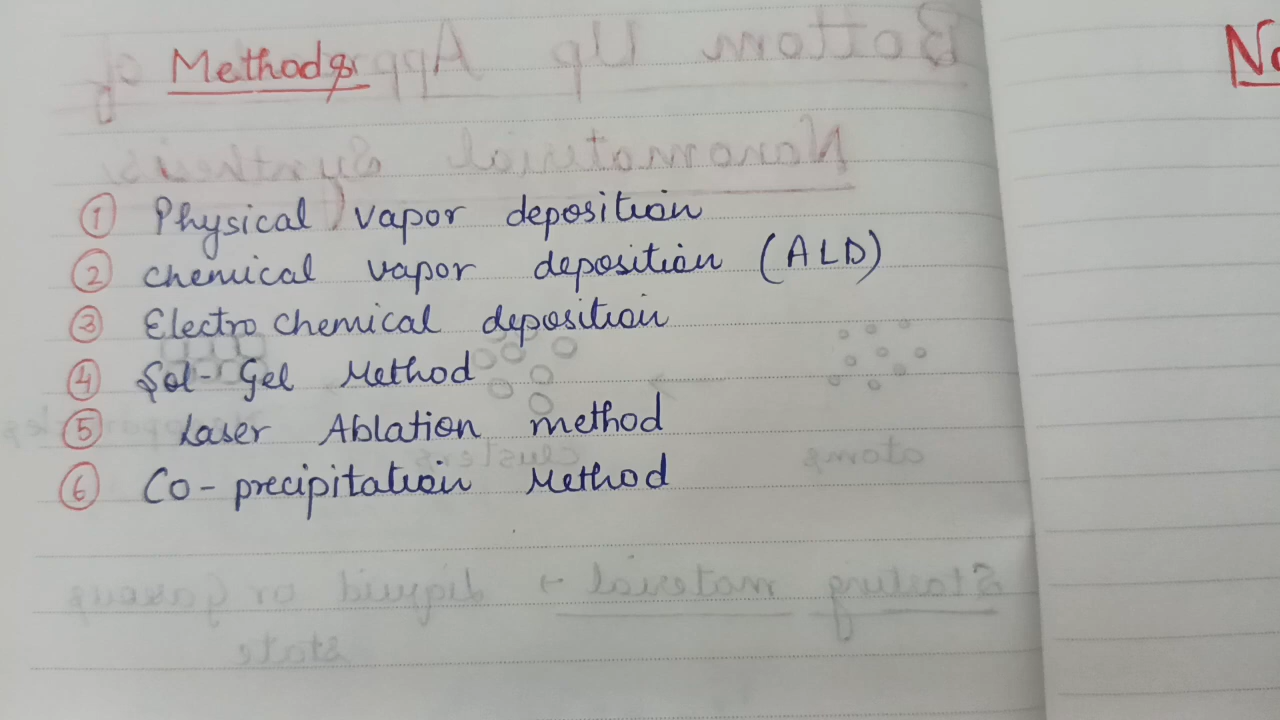 Methods
No
① Physical vapor deposition
② chemical vapor deposition (ALD)
③ Electro chemical deposition
④ Sol-Gel Method
⑤ Laser Ablation method
⑥ Co-precipitation Method